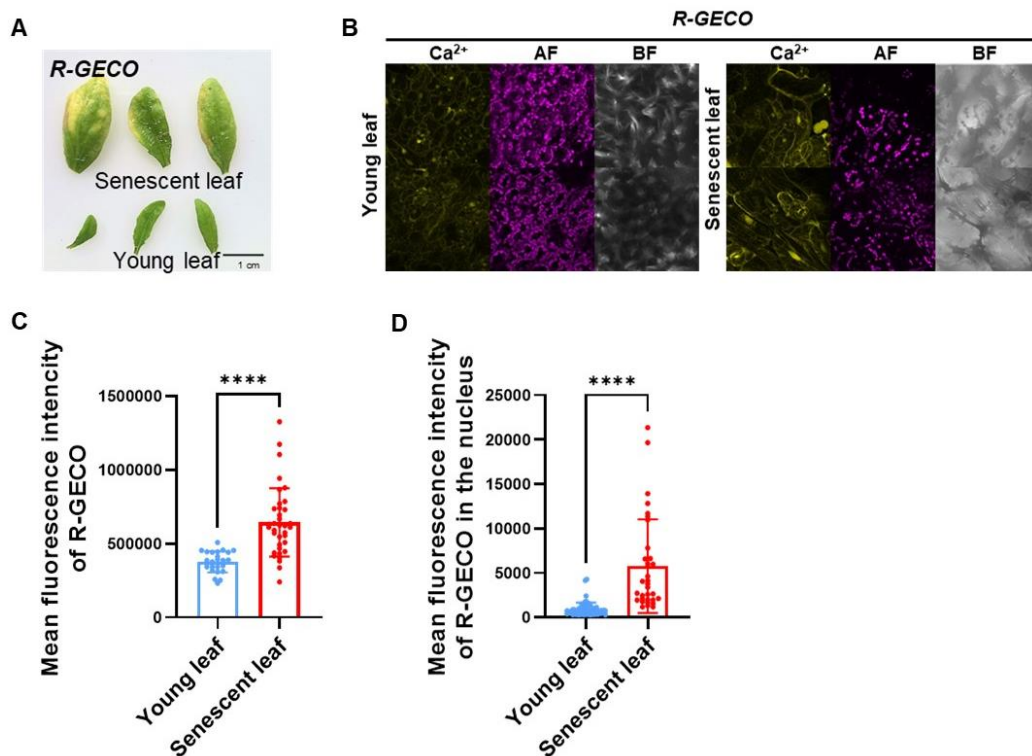 A
R-GECO
Senescent leaf
Young leaf
1 cm
B
R-GECO
Ca²⁺ AF BF
Young leaf
Ca²⁺ AF BF
Senescent leaf
C
Mean fluorescence intencity
of R-GECO
****
1500000
1000000
500000
0
Young leaf
Senescent leaf
D
Mean fluorescence intencity
of R-GECO in the nucleus
****
25000
20000
15000
10000
5000
0
Young leaf
Senescent leaf